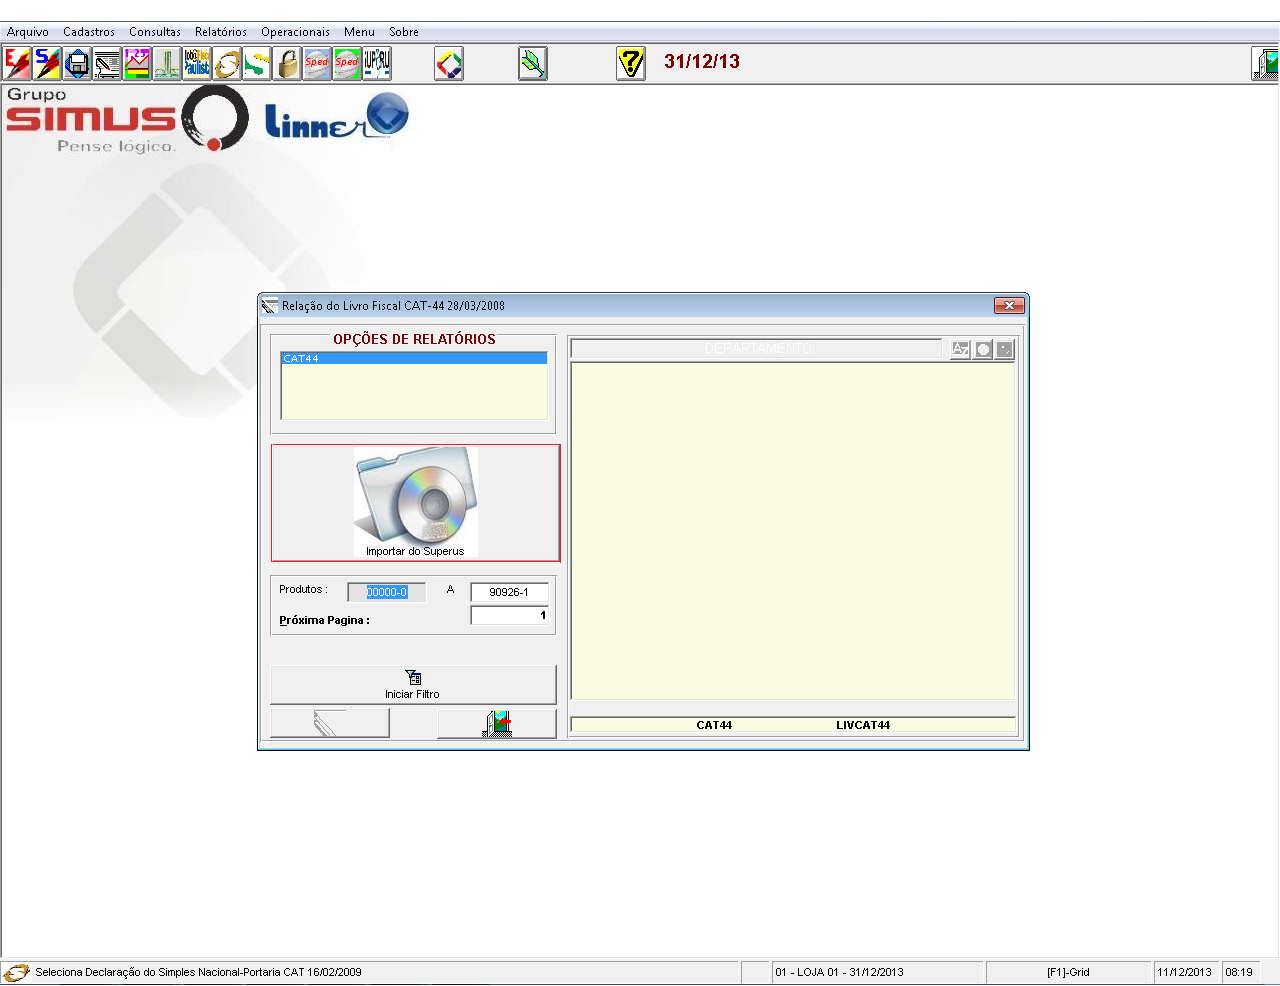 Arquivo Cadastros Consultas Relatórios Operacionais Menu Sobre
31/12/13
Grupo
SIMUS
Linner
Pense lógico.
Relação do Livro Fiscal CAT-44 28/03/2008
OPÇÕES DE RELATÓRIOS
DEPARTAMENTO
CAT44
Importar do Superus
Produtos : 00000-0 A 90926-1
Próxima Pagina : 1
Iniciar Filtro
CAT44 LIVCAT44
Seleciona Declaração do Simples Nacional-Portaria CAT 16/02/2009 01 - LOJA 01 - 31/12/2013 [F1]-Grid 11/12/2013 08:19